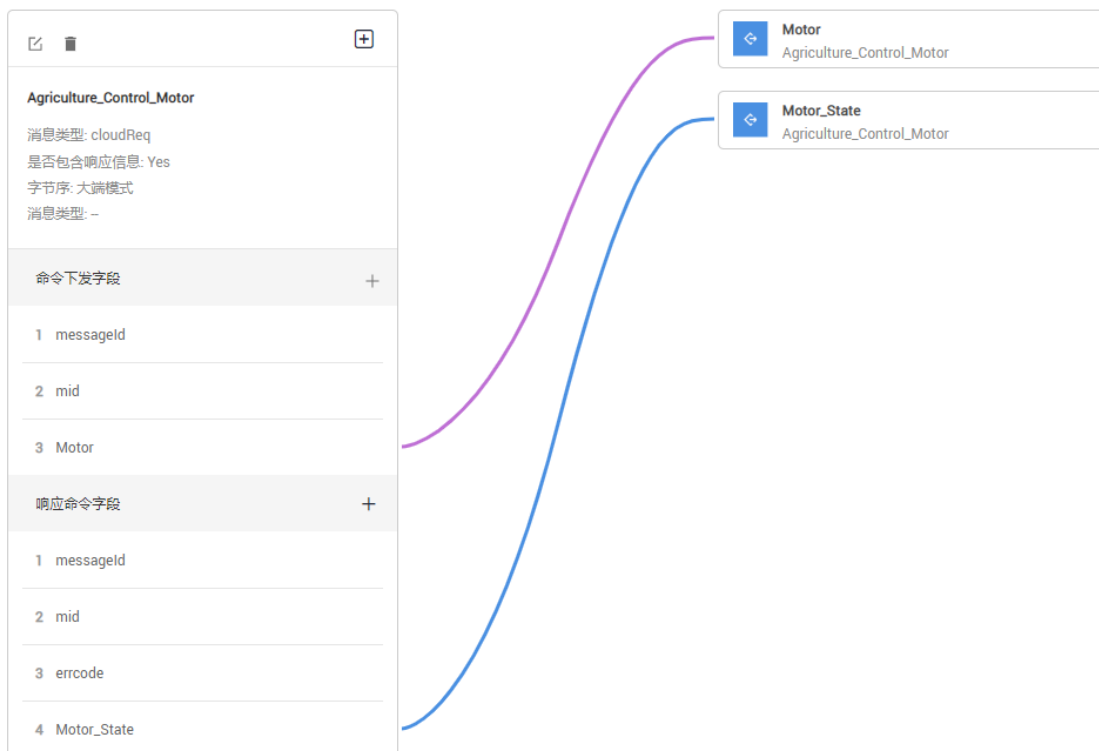 Agriculture_Control_Motor
消息类型: cloudReq
是否包含响应信息: Yes
字节序: 大端模式
消息类型: --
命令下发字段
1 messageId
2 mid
3 Motor
响应命令字段
1 messageId
2 mid
3 errcode
4 Motor_State
Motor
Agriculture_Control_Motor
Motor_State
Agriculture_Control_Motor